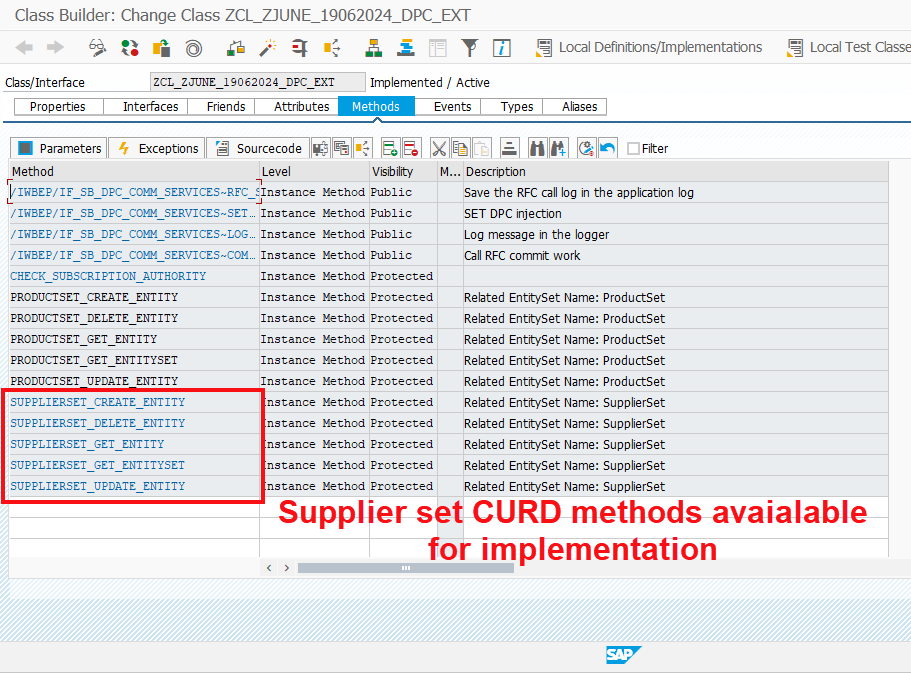 Class Builder: Change Class ZCL_ZJUNE_19062024_DPC_EXT
Local Definitions/Implementations Local Test Classe
Class/Interface ZCL_ZJUNE_19062024_DPC_EXT Implemented / Active
Properties Interfaces Friends Attributes Methods Events Types Aliases
Parameters Exceptions Sourcecode Filter
Method Level Visibility M... Description
/IWBEP/IF_SB_DPC_COMM_SERVICES~RFC_S Instance Method Public Save the RFC call log in the application log
/IWBEP/IF_SB_DPC_COMM_SERVICES~SET... Instance Method Public SET DPC injection
/IWBEP/IF_SB_DPC_COMM_SERVICES~LOG... Instance Method Public Log message in the logger
/IWBEP/IF_SB_DPC_COMM_SERVICES~COM... Instance Method Public Call RFC commit work
CHECK_SUBSCRIPTION_AUTHORITY Instance Method Protected
PRODUCTSET_CREATE_ENTITY Instance Method Protected Related EntitySet Name: ProductSet
PRODUCTSET_DELETE_ENTITY Instance Method Protected Related EntitySet Name: ProductSet
PRODUCTSET_GET_ENTITY Instance Method Protected Related EntitySet Name: ProductSet
PRODUCTSET_GET_ENTITYSET Instance Method Protected Related EntitySet Name: ProductSet
PRODUCTSET_UPDATE_ENTITY Instance Method Protected Related EntitySet Name: ProductSet
SUPPLIERSET_CREATE_ENTITY Instance Method Protected Related EntitySet Name: SupplierSet
SUPPLIERSET_DELETE_ENTITY Instance Method Protected Related EntitySet Name: SupplierSet
SUPPLIERSET_GET_ENTITY Instance Method Protected Related EntitySet Name: SupplierSet
SUPPLIERSET_GET_ENTITYSET Instance Method Protected Related EntitySet Name: SupplierSet
SUPPLIERSET_UPDATE_ENTITY Instance Method Protected Related EntitySet Name: SupplierSet
Supplier set CURD methods avaialable
for implementation
SAP